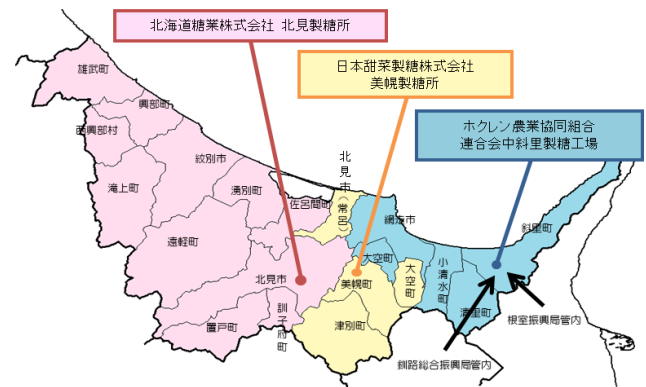 北海道糖業株式会社 北見製糖所
日本甜菜製糖株式会社
美幌製糖所
ホクレン農業協同組合
連合会中斜里製糖工場
雄武町
興部町
西興部村
紋別市
滝上町
湧別町
佐呂間町
北見市(常呂)
網走市
斜里町
遠軽町
大空町
小清水町
大空町
北見市
美幌町
清里町
訓子府町
置戸町
津別町
根室振興局管内
釧路総合振興局管内